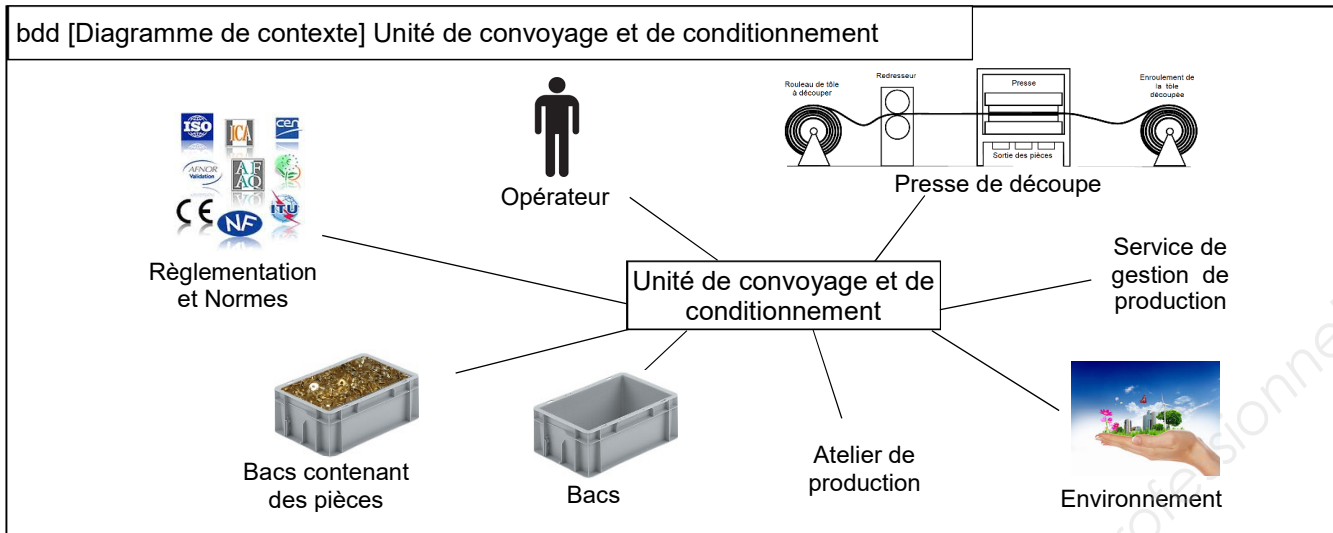 bdd [Diagramme de contexte] Unité de convoyage et de conditionnement
Rouleau de tôle
à découper
Redresseur
Presse
Enroulement de
la tôle
découpée
Sortie des pièces
Presse de découpe
ISO
ICA
cen
AFNOR
Validation
AF
AQ
CE
NF
ITU
Opérateur
Règlementation
et Normes
Unité de convoyage et de
conditionnement
Service de
gestion de
production
Bacs contenant
des pièces
Bacs
Atelier de
production
Environnement